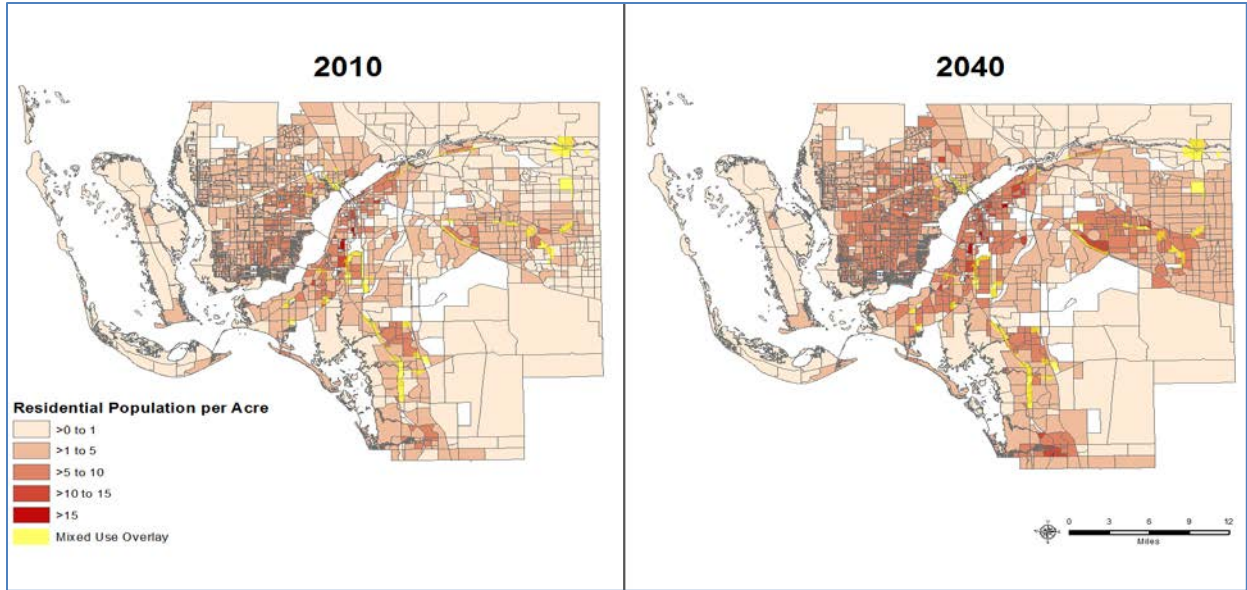 2010
2040
Residential Population per Acre
>0 to 1
>1 to 5
>5 to 10
>10 to 15
>15
Mixed Use Overlay
0 3 6 9 12
Miles